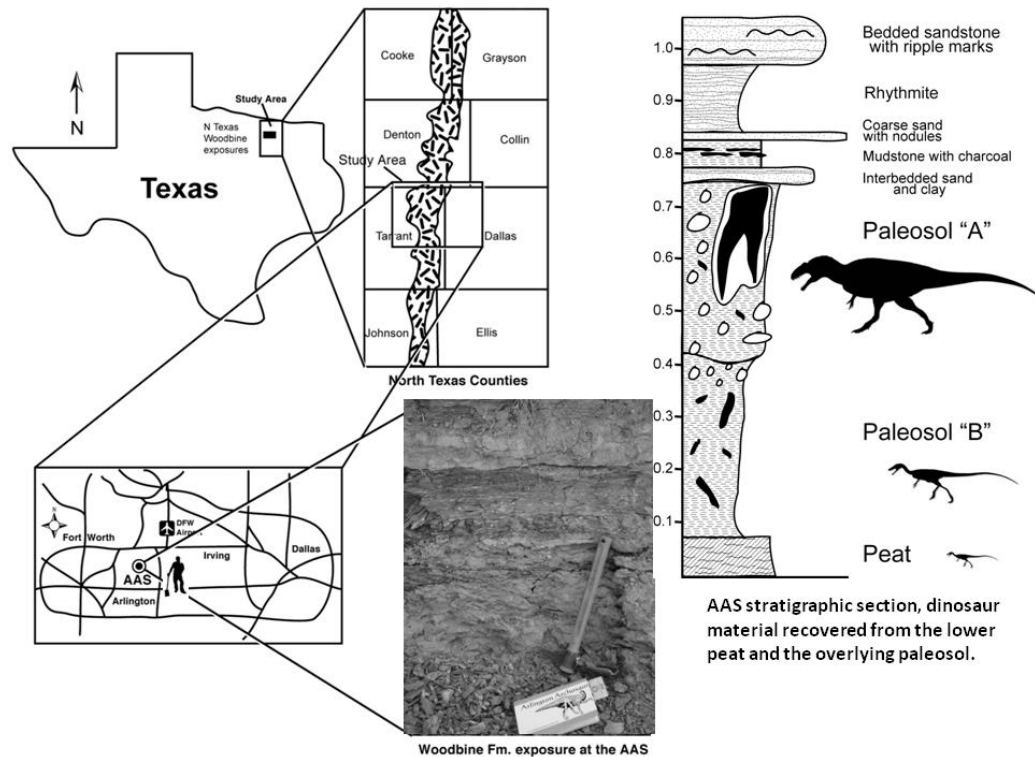 N
Study Area
N Texas
Woodbine
exposures
Texas
Cooke
Grayson
Denton
Collin
Study Area
Tarrant
Dallas
Johnson
Ellis
North Texas Counties
N
Fort Worth
DFW
Irving
Dallas
AAS
Arlington
Woodbine Fm. exposure at the AAS
1.0
0.9
0.8
0.7
0.6
0.5
0.4
0.3
0.2
0.1
Bedded sandstone
with ripple marks
Rhythmite
Coarse sand
with nodules
Mudstone with charcoal
Interbedded sand
and clay
Paleosol "A"
Paleosol "B"
Peat
AAS stratigraphic section, dinosaur
material recovered from the lower
peat and the overlying paleosol.